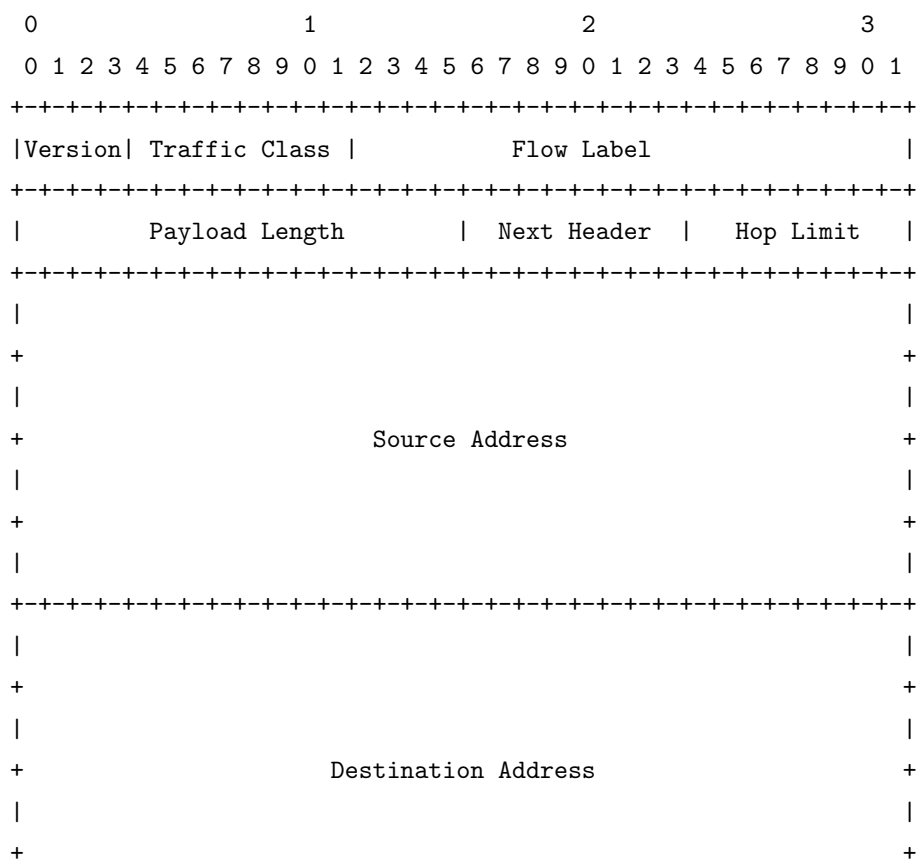 0                   1                   2                   3
0 1 2 3 4 5 6 7 8 9 0 1 2 3 4 5 6 7 8 9 0 1 2 3 4 5 6 7 8 9 0 1
+-+-+-+-+-+-+-+-+-+-+-+-+-+-+-+-+-+-+-+-+-+-+-+-+-+-+-+-+-+-+-+-+
|Version| Traffic Class |           Flow Label                  |
+-+-+-+-+-+-+-+-+-+-+-+-+-+-+-+-+-+-+-+-+-+-+-+-+-+-+-+-+-+-+-+-+
|         Payload Length        |  Next Header  |   Hop Limit   |
+-+-+-+-+-+-+-+-+-+-+-+-+-+-+-+-+-+-+-+-+-+-+-+-+-+-+-+-+-+-+-+-+
|                                                               |
+                                                               +
|                                                               |
+                         Source Address                        +
|                                                               |
+                                                               +
|                                                               |
+-+-+-+-+-+-+-+-+-+-+-+-+-+-+-+-+-+-+-+-+-+-+-+-+-+-+-+-+-+-+-+-+
|                                                               |
+                                                               +
|                                                               |
+                      Destination Address                      +
|                                                               |
+                                                               +